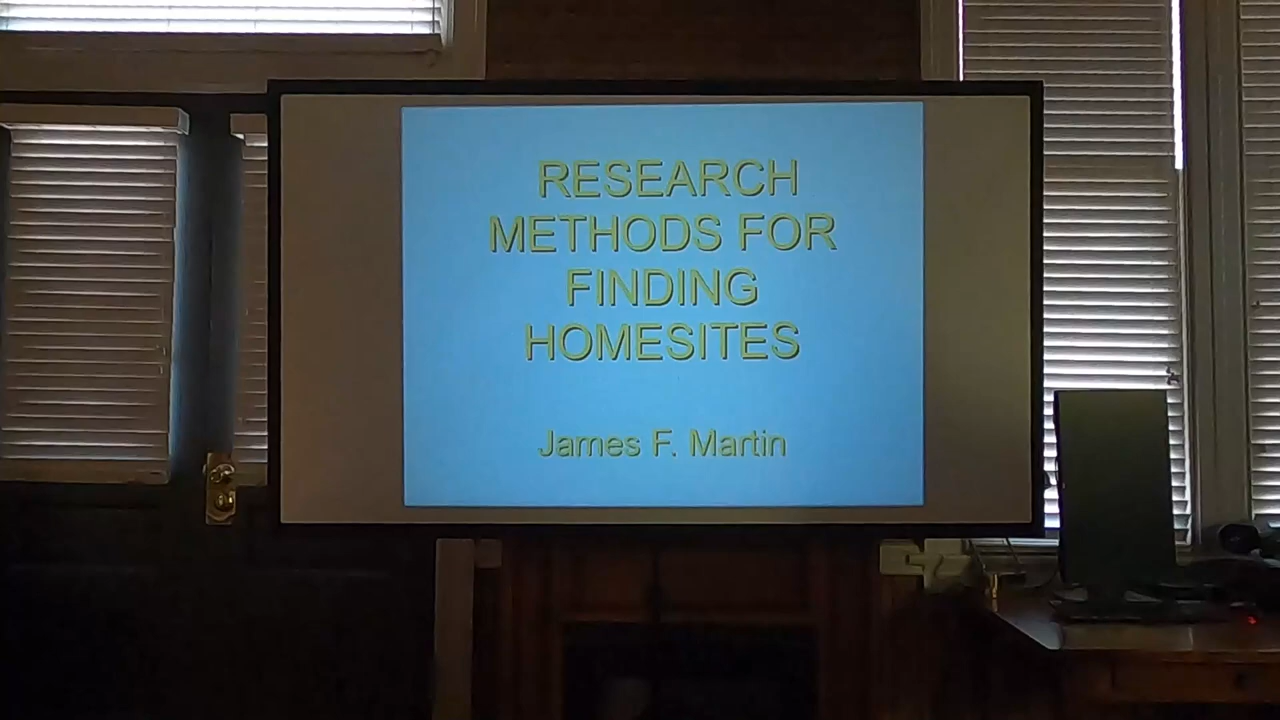 RESEARCH
METHODS FOR
FINDING
HOMESITES
James F. Martin